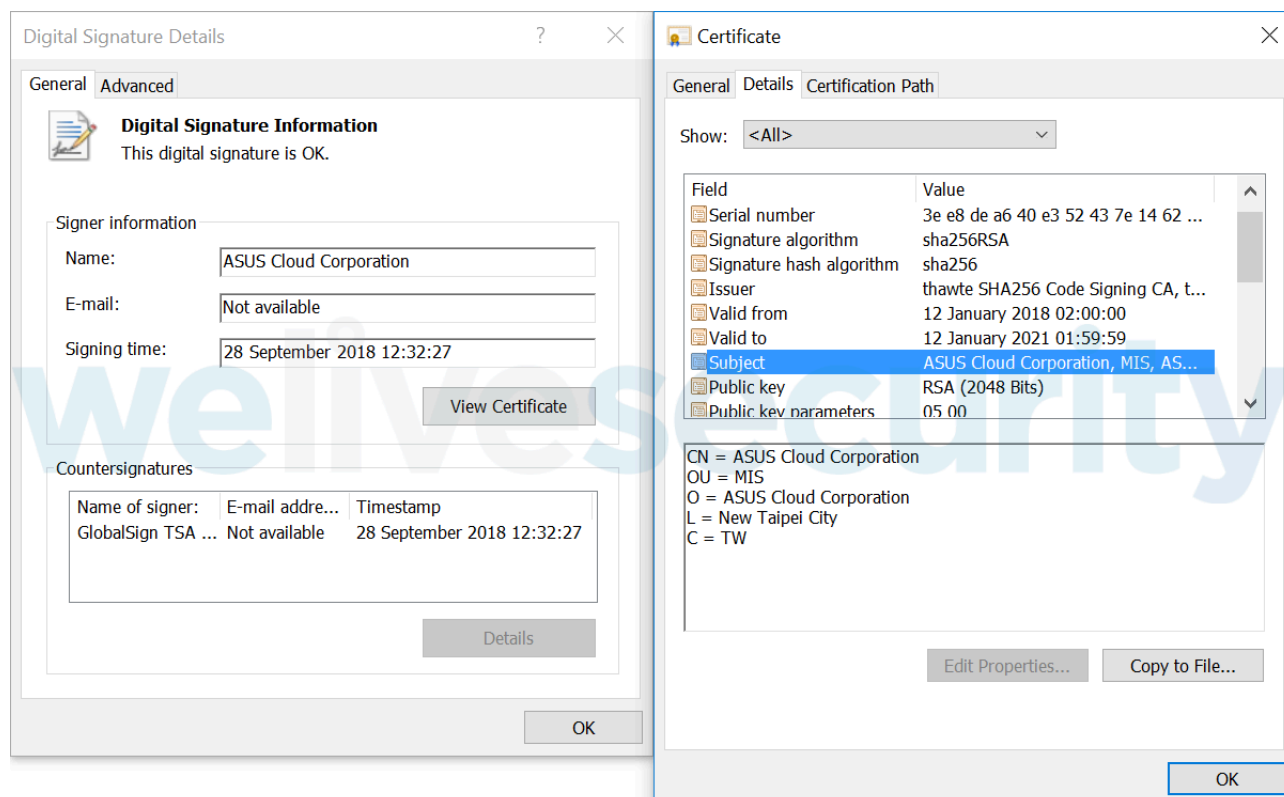 Digital Signature Details
General Advanced
Digital Signature Information
This digital signature is OK.
Signer information
Name: ASUS Cloud Corporation
E-mail: Not available
Signing time: 28 September 2018 12:32:27
View Certificate
Countersignatures
Name of signer: E-mail addre... Timestamp
GlobalSign TSA ... Not available 28 September 2018 12:32:27
Details
OK
Certificate
General Details Certification Path
Show: <All>
Field Value
Serial number 3e e8 de a6 40 e3 52 43 7e 14 62 ...
Signature algorithm sha256RSA
Signature hash algorithm sha256
Issuer thawte SHA256 Code Signing CA, t...
Valid from 12 January 2018 02:00:00
Valid to 12 January 2021 01:59:59
Subject ASUS Cloud Corporation, MIS, AS...
Public key RSA (2048 Bits)
Public key parameters 05 00
CN = ASUS Cloud Corporation
OU = MIS
O = ASUS Cloud Corporation
L = New Taipei City
C = TW
Edit Properties... Copy to File...
OK
welivesecurity